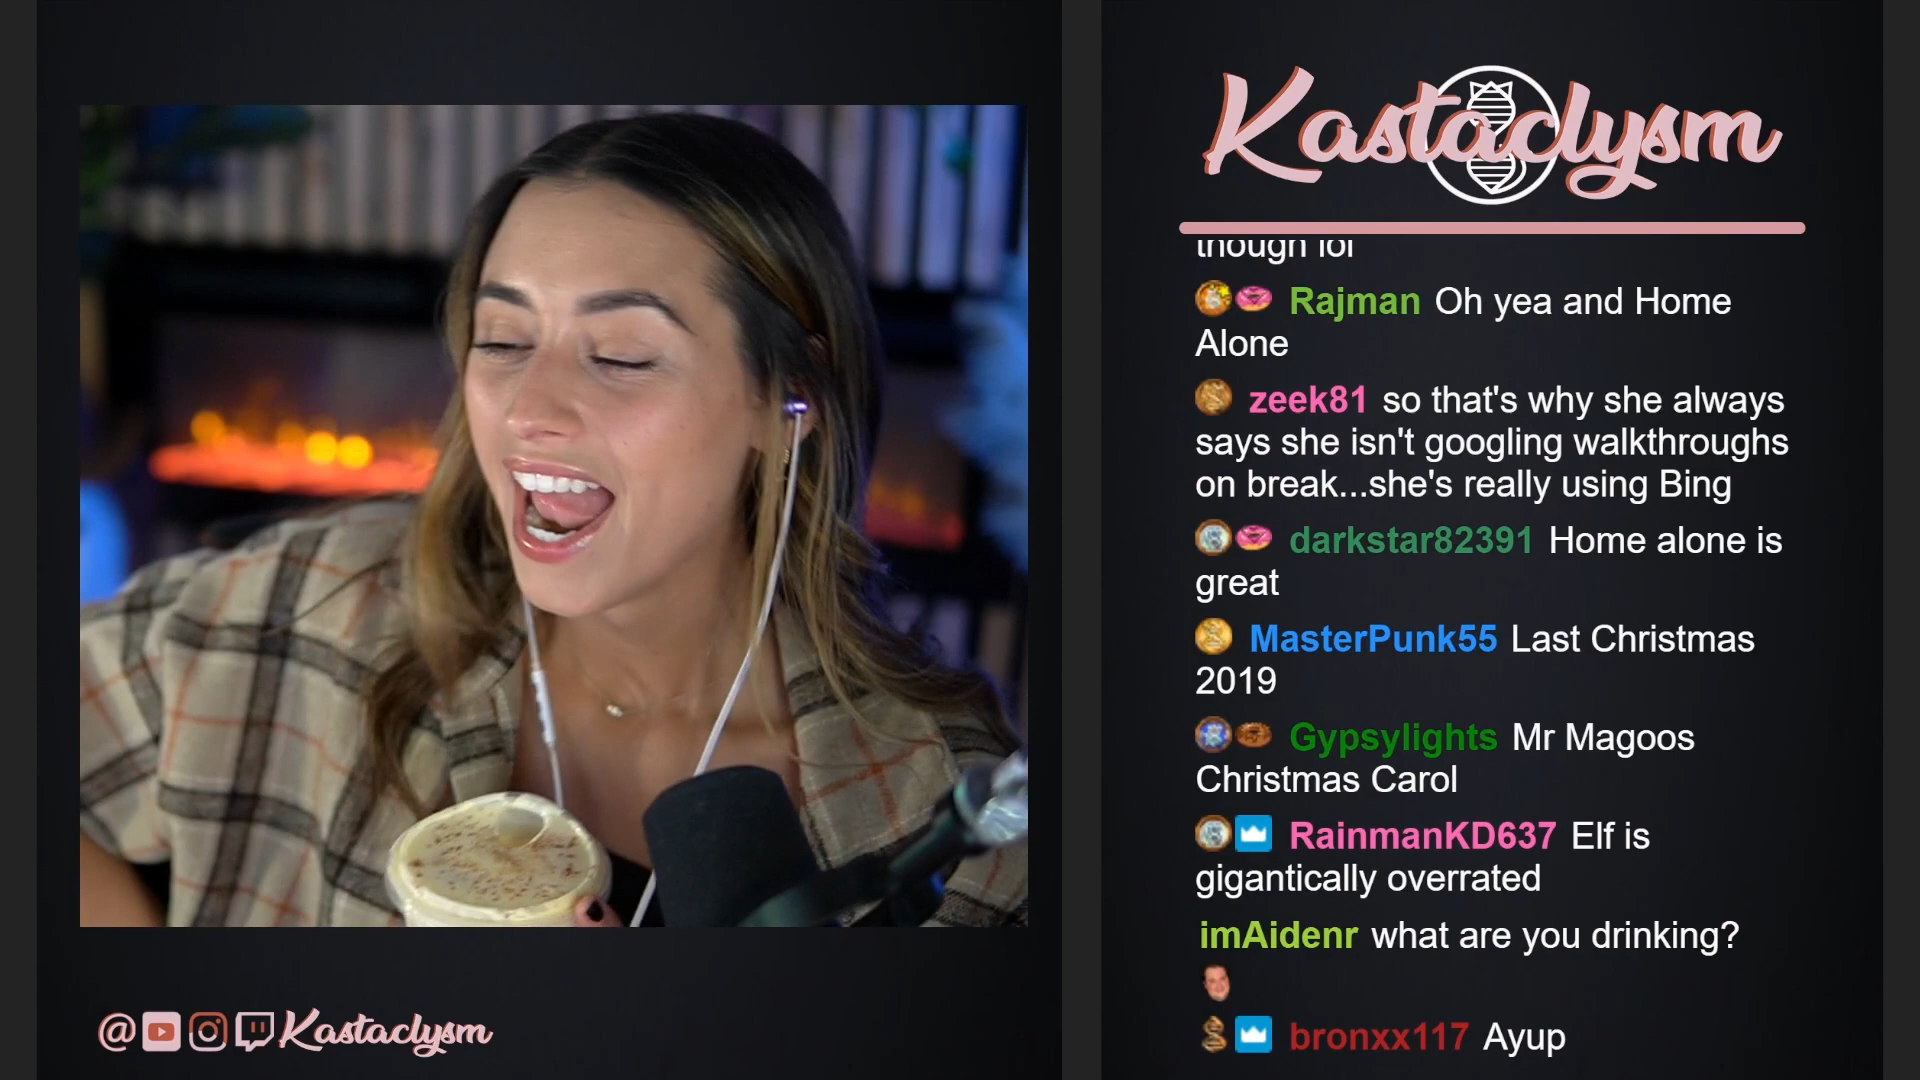 Kastaclysm
though lol
Rajman Oh yea and Home
Alone
zeek81 so that's why she always
says she isn't googling walkthroughs
on break...she's really using Bing
darkstar82391 Home alone is
great
MasterPunk55 Last Christmas
2019
Gypsylights Mr Magoos
Christmas Carol
RainmanKD637 Elf is
gigantically overrated
imAidenr what are you drinking?
bronxx117 Ayup
@ Kastaclysm